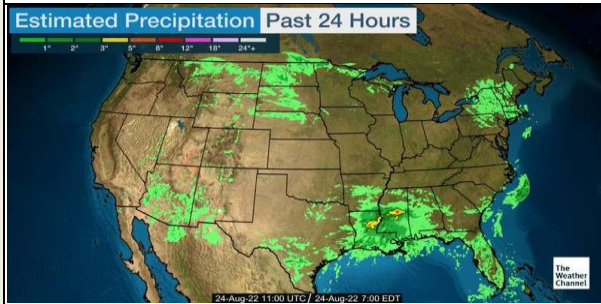 Estimated Precipitation Past 24 Hours
1" 2" 3" 5" 8" 12" 18" 24"+
24-Aug-22 11:00 UTC / 24-Aug-22 7:00 EDT
The
Weather
Channel